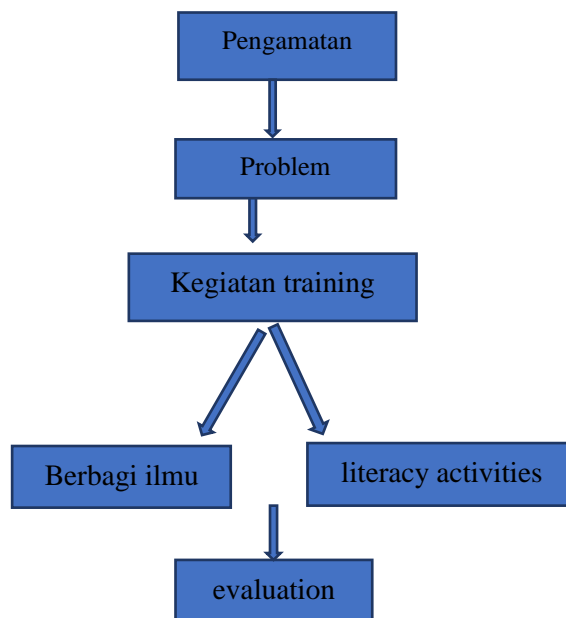 Pengamatan
Problem
Kegiatan training
Berbagi ilmu
literacy activities
evaluation